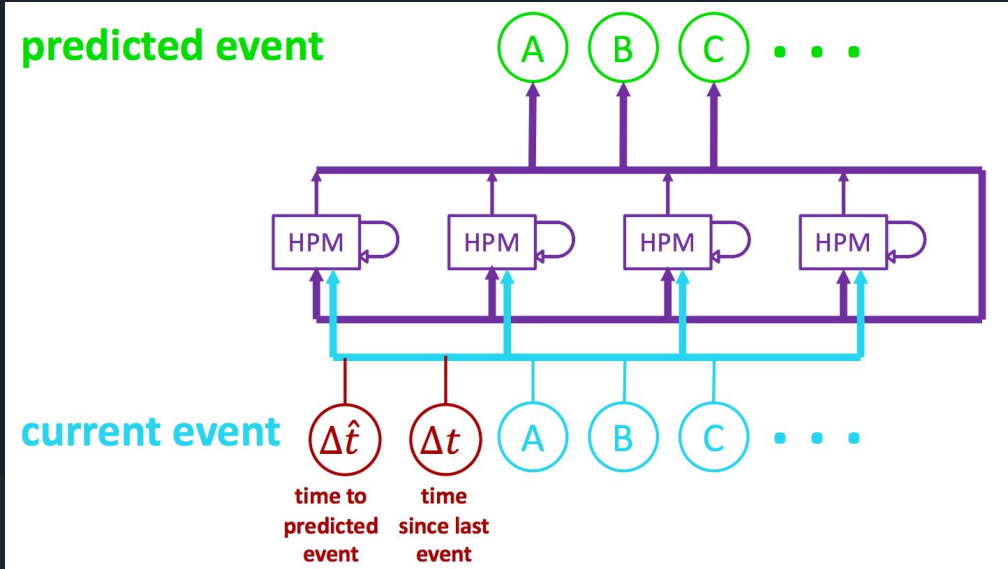 predicted event
A B C . . .
HPM HPM HPM HPM
current event Δt̂ Δt A B C . . .
time to predicted event
time since last event